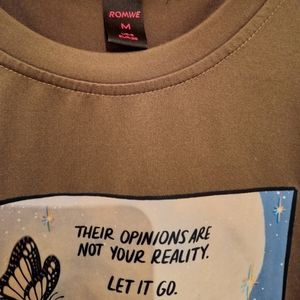 ROMWE
M
THEIR OPINIONS ARE
NOT YOUR REALITY.
LET IT GO.